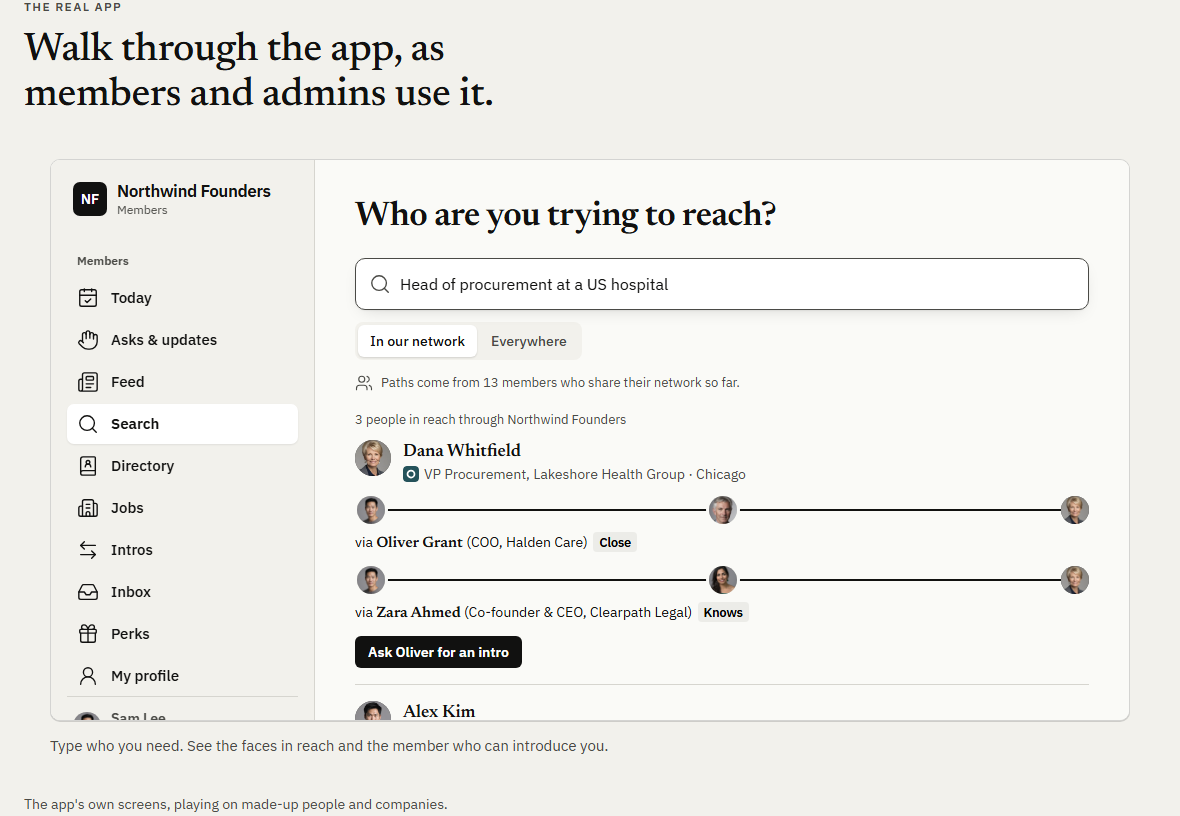 THE REAL APP
Walk through the app, as
members and admins use it.
NF
Northwind Founders
Members
Members
Today
Asks & updates
Feed
Search
Directory
Jobs
Intros
Inbox
Perks
My profile
Sam Lee
Who are you trying to reach?
Head of procurement at a US hospital
In our network
Everywhere
Paths come from 13 members who share their network so far.
3 people in reach through Northwind Founders
Dana Whitfield
VP Procurement, Lakeshore Health Group · Chicago
via Oliver Grant (COO, Halden Care) Close
via Zara Ahmed (Co-founder & CEO, Clearpath Legal) Knows
Ask Oliver for an intro
Alex Kim
Type who you need. See the faces in reach and the member who can introduce you.
The app's own screens, playing on made-up people and companies.